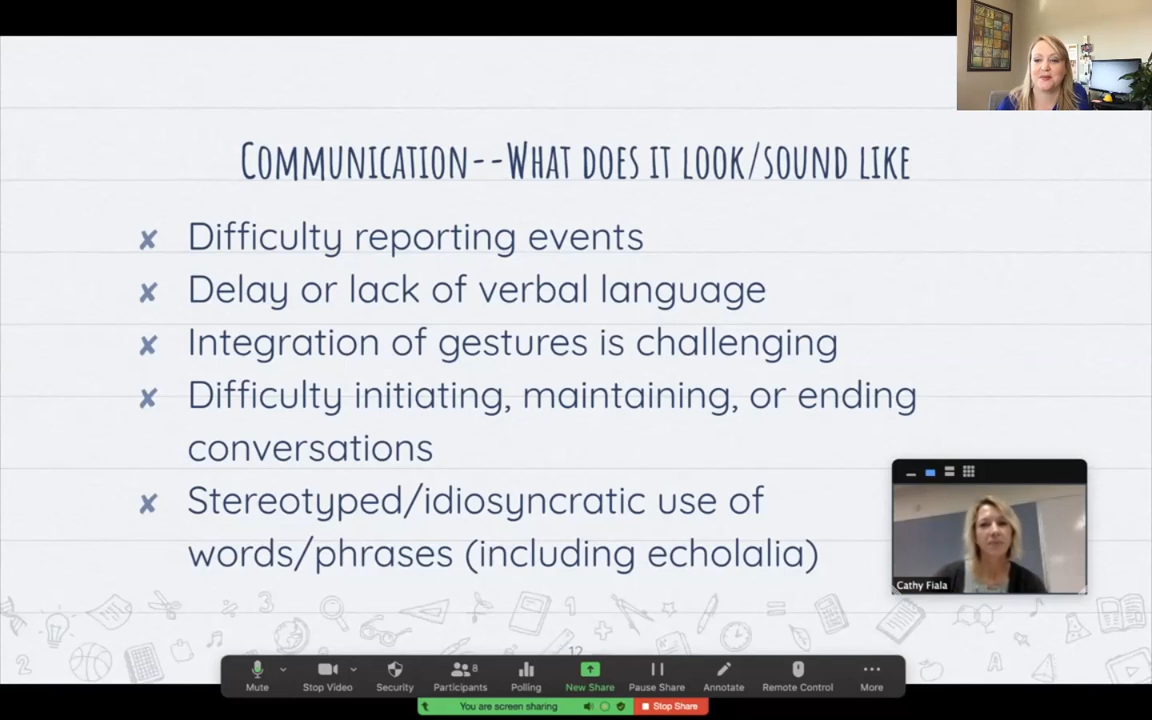 Communication--What does it look/sound like
✘ Difficulty reporting events
✘ Delay or lack of verbal language
✘ Integration of gestures is challenging
✘ Difficulty initiating, maintaining, or ending
conversations
✘ Stereotyped/idiosyncratic use of
words/phrases (including echolalia)
Cathy Fiala
12
8
Mute
Stop Video
Security
Participants
Polling
New Share
Pause Share
Annotate
Remote Control
More
You are screen sharing
Stop Share